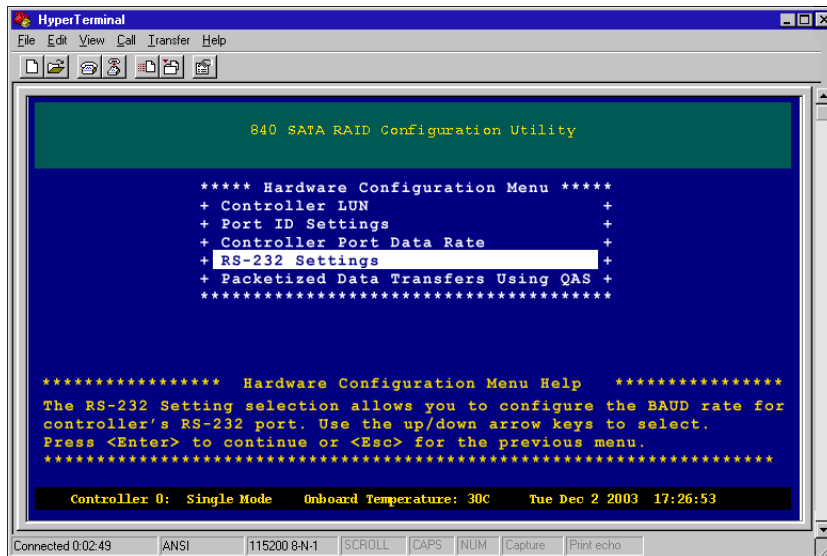 HyperTerminal
File Edit View Call Transfer Help
840 SATA RAID Configuration Utility
***** Hardware Configuration Menu *****
+ Controller LUN +
+ Port ID Settings +
+ Controller Port Data Rate +
+ RS-232 Settings +
+ Packetized Data Transfers Using QAS +
***************************************
***************** Hardware Configuration Menu Help ****************
The RS-232 Setting selection allows you to configure the BAUD rate for
controller's RS-232 port. Use the up/down arrow keys to select.
Press <Enter> to continue or <Esc> for the previous menu.
*********************************************************************
Controller 0: Single Mode Onboard Temperature: 30C Tue Dec 2 2003 17:26:53
Connected 0:02:49 ANSI 115200 8-N-1 SCROLL CAPS NUM Capture Print echo